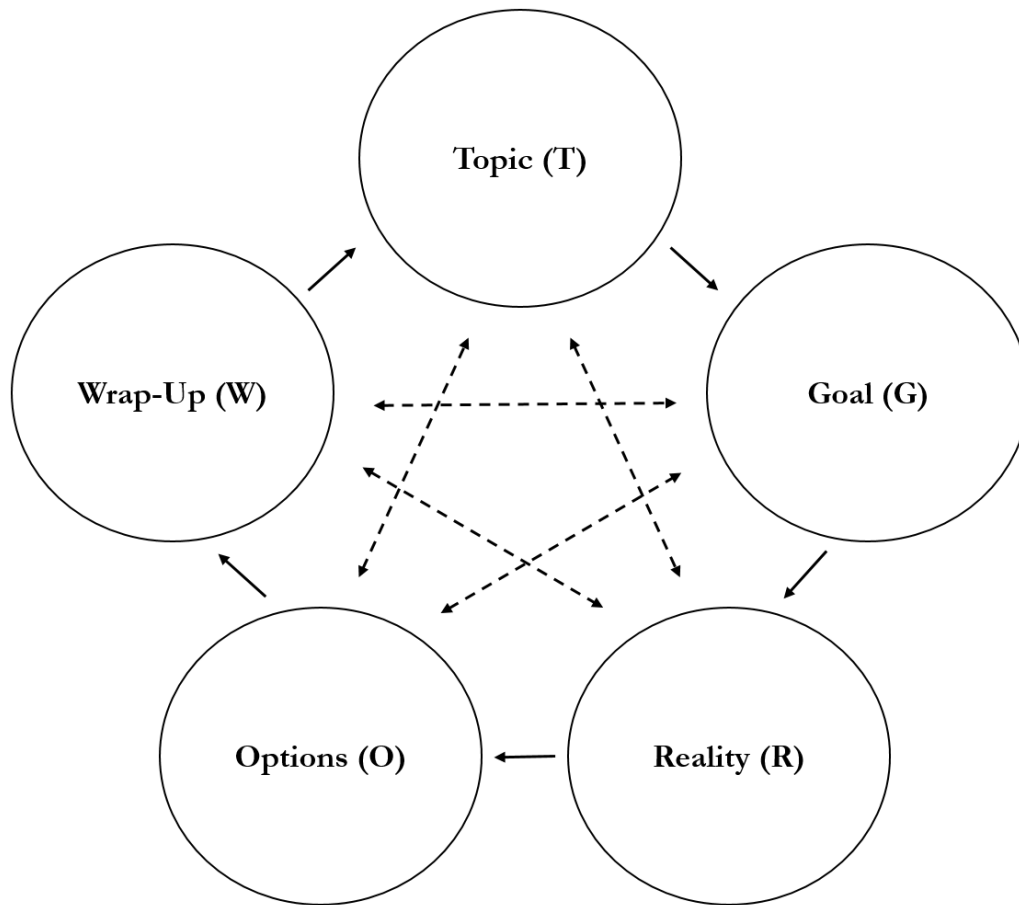 Topic (T)
Wrap-Up (W)
Goal (G)
Options (O)
Reality (R)